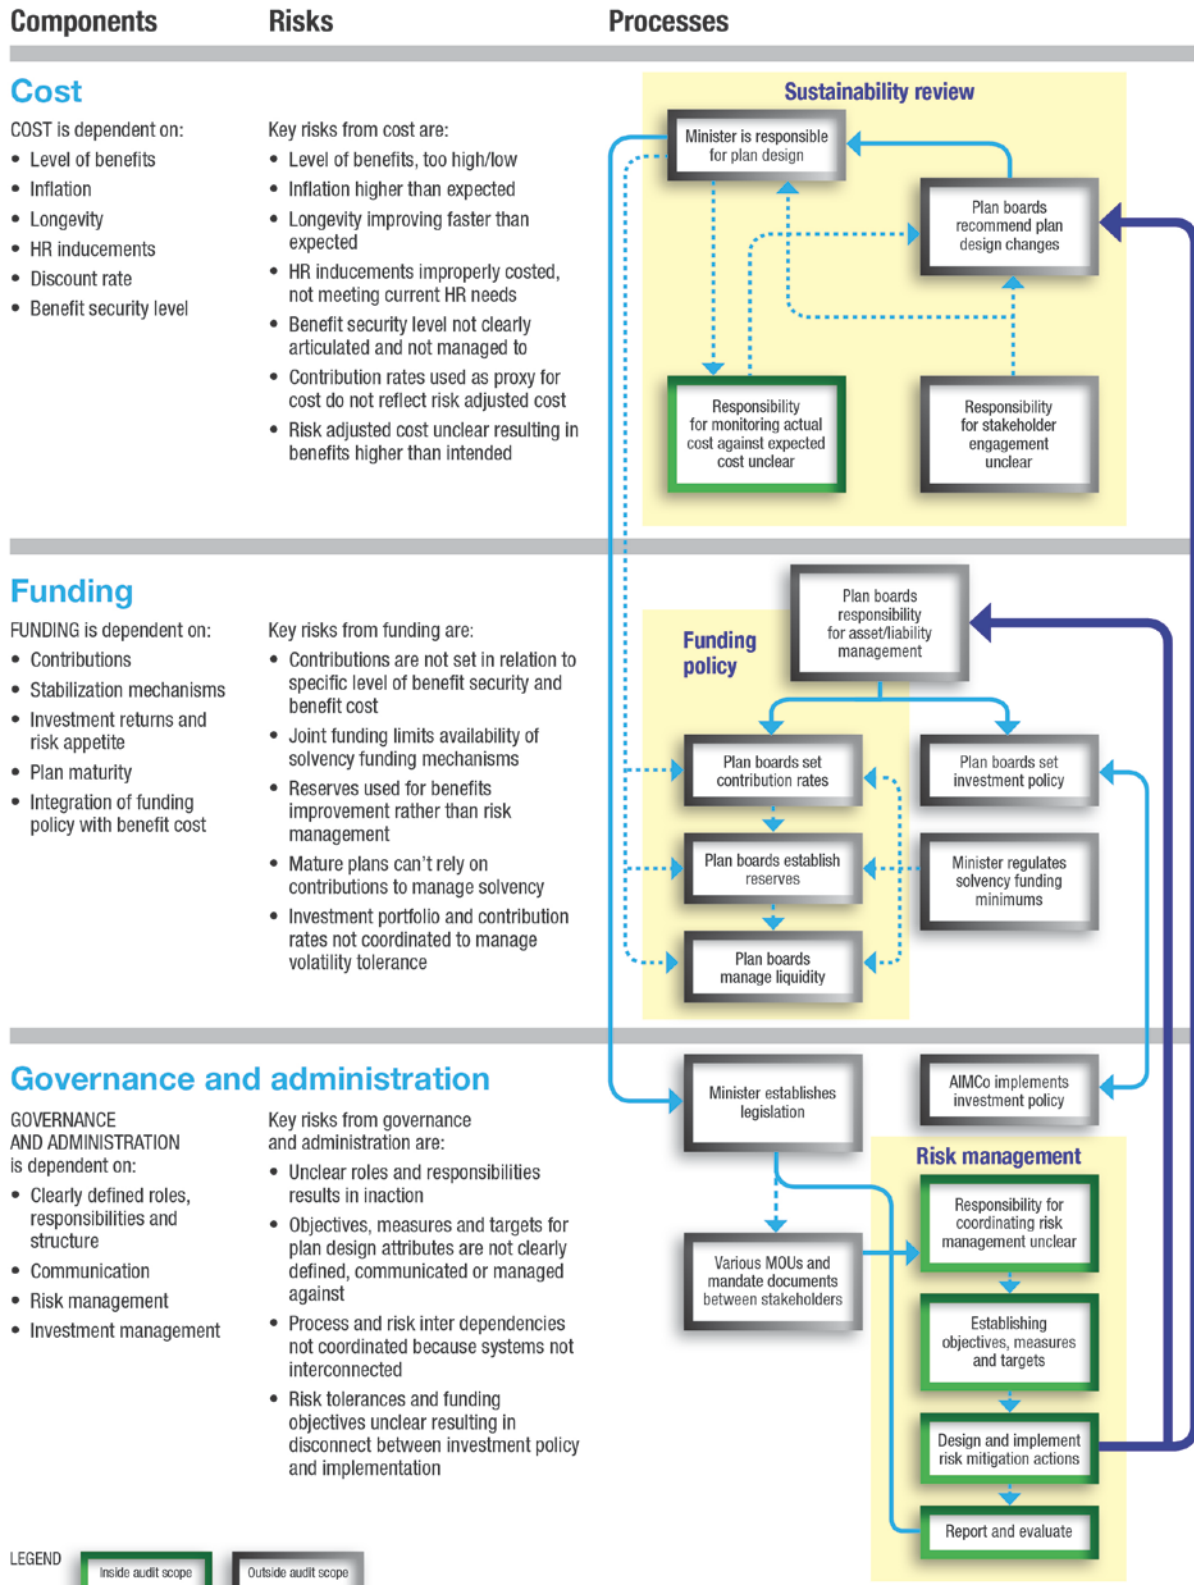 Components
Risks
Processes
Cost
COST is dependent on:
• Level of benefits
• Inflation
• Longevity
• HR inducements
• Discount rate
• Benefit security level
Key risks from cost are:
• Level of benefits, too high/low
• Inflation higher than expected
• Longevity improving faster than
expected
• HR inducements improperly costed,
not meeting current HR needs
• Benefit security level not clearly
articulated and not managed to
• Contribution rates used as proxy for
cost do not reflect risk adjusted cost
• Risk adjusted cost unclear resulting in
benefits higher than intended
Sustainability review
Minister is responsible
for plan design
Plan boards
recommend plan
design changes
Responsibility
for monitoring actual
cost against expected
cost unclear
Responsibility
for stakeholder
engagement
unclear
Funding
FUNDING is dependent on:
• Contributions
• Stabilization mechanisms
• Investment returns and
risk appetite
• Plan maturity
• Integration of funding
policy with benefit cost
Key risks from funding are:
• Contributions are not set in relation to
specific level of benefit security and
benefit cost
• Joint funding limits availability of
solvency funding mechanisms
• Reserves used for benefits
improvement rather than risk
management
• Mature plans can't rely on
contributions to manage solvency
• Investment portfolio and contribution
rates not coordinated to manage
volatility tolerance
Funding
policy
Plan boards
responsibility
for asset/liability
management
Plan boards set
contribution rates
Plan boards set
investment policy
Plan boards establish
reserves
Minister regulates
solvency funding
minimums
Plan boards
manage liquidity
Governance and administration
GOVERNANCE
AND ADMINISTRATION
is dependent on:
• Clearly defined roles,
responsibilities and
structure
• Communication
• Risk management
• Investment management
Key risks from governance
and administration are:
• Unclear roles and responsibilities
results in inaction
• Objectives, measures and targets for
plan design attributes are not clearly
defined, communicated or managed
against
• Process and risk inter dependencies
not coordinated because systems not
interconnected
• Risk tolerances and funding
objectives unclear resulting in
disconnect between investment policy
and implementation
Minister establishes
legislation
AIMCo implements
investment policy
Risk management
Various MOUs and
mandate documents
between stakeholders
Responsibility for
coordinating risk
management unclear
Establishing
objectives, measures
and targets
Design and implement
risk mitigation actions
Report and evaluate
LEGEND
Inside audit scope
Outside audit scope